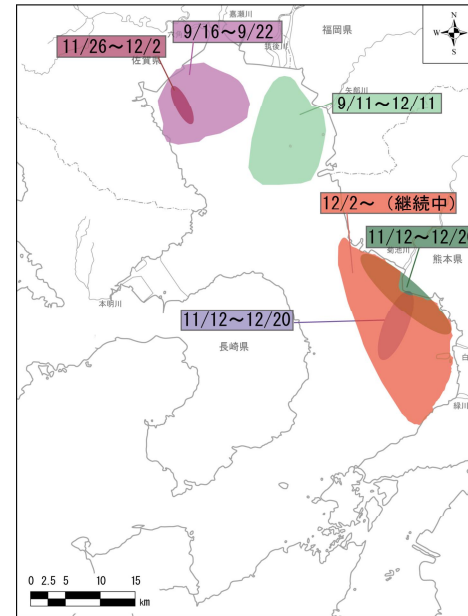 嘉瀬川
福岡県
N
W
E
S
9/16～9/22
筑後川
11/26～12/2
佐賀県
矢部川
9/11～12/11
12/2～（継続中）
11/12～12/20
菊池川
熊本県
本明川
11/12～12/20
長崎県
白
緑川
0 2.5 5 10 15
km